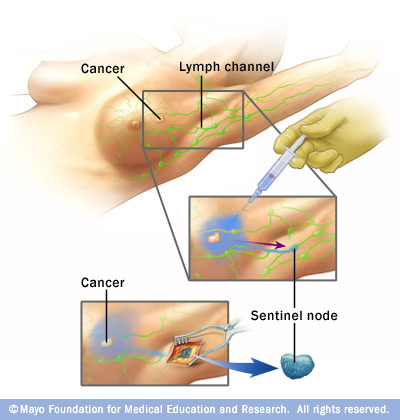 Cancer
Lymph channel
Cancer
Sentinel node
©Mayo Foundation for Medical Education and Research. All rights reserved.